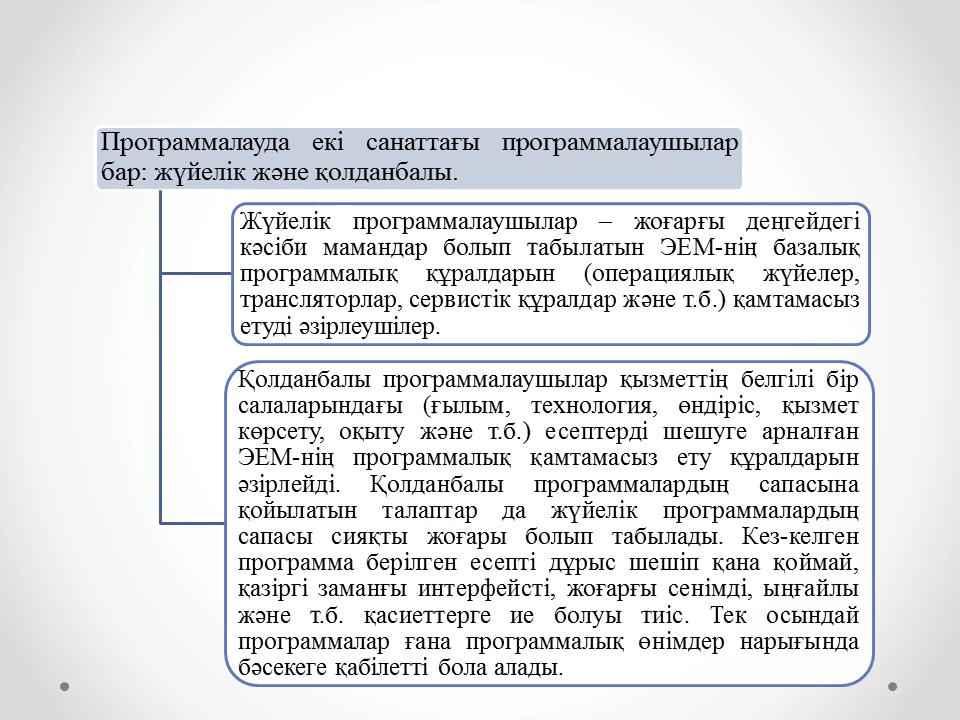 Программалауда екі санаттағы программалаушылар
бар: жүйелік және қолданбалы.
Жүйелік программалаушылар – жоғарғы деңгейдегі
кәсіби мамандар болып табылатын ЭЕМ-нің базалық
программалық құралдарын (операциялық жүйелер,
трансляторлар, сервистік құралдар және т.б.) қамтамасыз
етуді әзірлеушілер.
Қолданбалы программалаушылар қызметтің белгілі бір
салаларындағы (ғылым, технология, өндіріс, қызмет
көрсету, оқыту және т.б.) есептерді шешуге арналған
ЭЕМ-нің программалық қамтамасыз ету құралдарын
әзірлейді. Қолданбалы программалардың сапасына
қойылатын талаптар да жүйелік программалардың
сапасы сияқты жоғары болып табылады. Кез-келген
программа берілген есепті дұрыс шешіп қана қоймай,
қазіргі заманғы интерфейсті, жоғарғы сенімді, ыңғайлы
және т.б. қасиеттерге ие болуы тиіс. Тек осындай
программалар ғана программалық өнімдер нарығында
бәсекеге қабілетті бола алады.